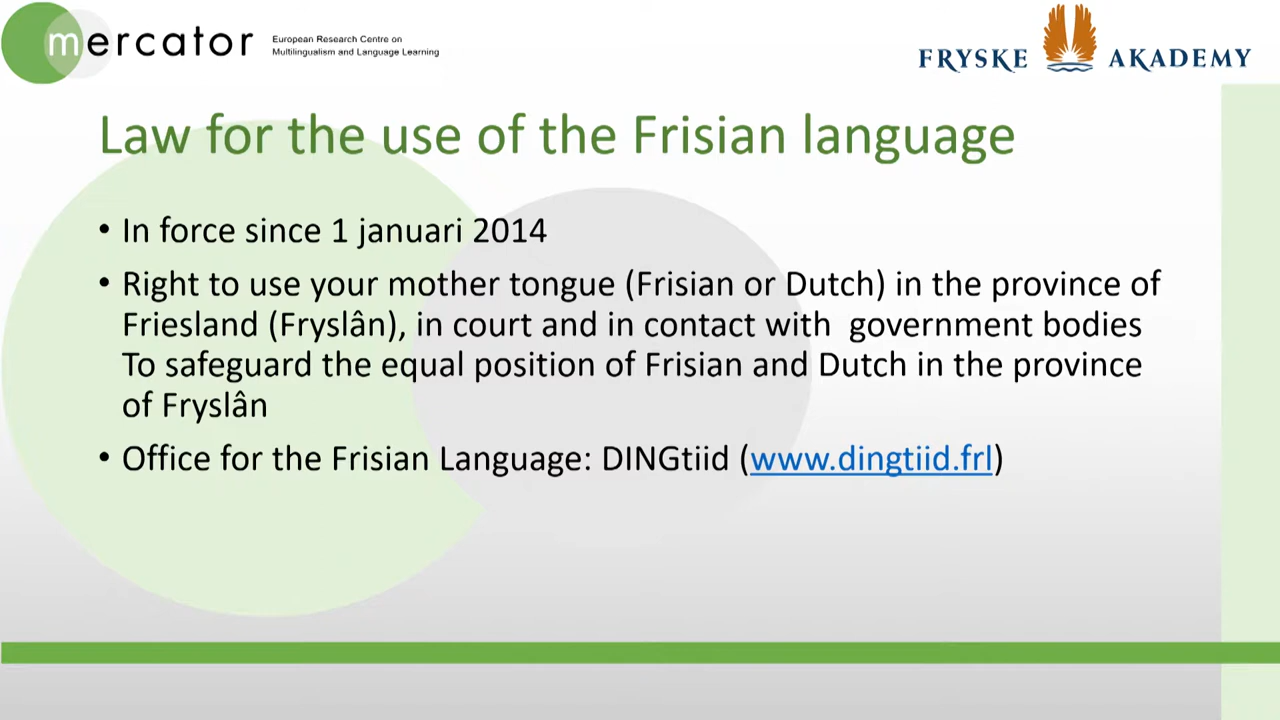 mercator
European Research Centre on
Multilingualism and Language Learning
FRYSKE AKADEMY
Law for the use of the Frisian language
• In force since 1 januari 2014
• Right to use your mother tongue (Frisian or Dutch) in the province of
Friesland (Fryslân), in court and in contact with  government bodies
To safeguard the equal position of Frisian and Dutch in the province
of Fryslân
• Office for the Frisian Language: DINGtiid (www.dingtiid.frl)